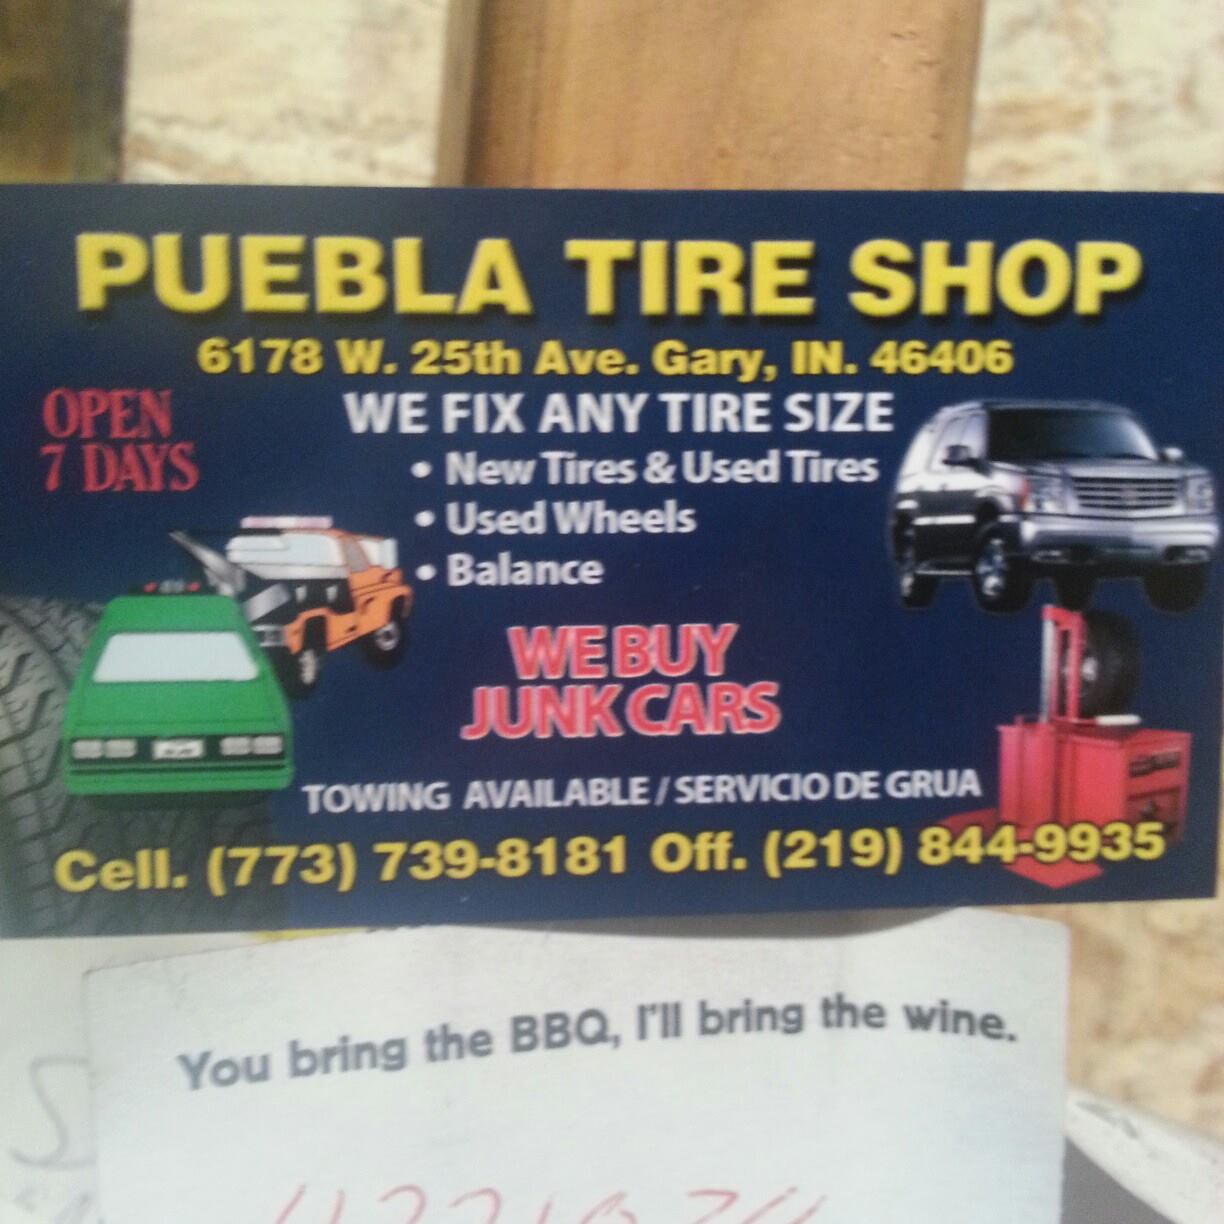 PUEBLA TIRE SHOP
6178 W. 25th Ave. Gary, IN. 46406
OPEN
7 DAYS
WE FIX ANY TIRE SIZE
• New Tires & Used Tires
• Used Wheels
• Balance
WE BUY
JUNK CARS
TOWING AVAILABLE / SERVICIO DE GRUA
Cell. (773) 739-8181 Off. (219) 844-9935
You bring the BBQ, I'll bring the wine.